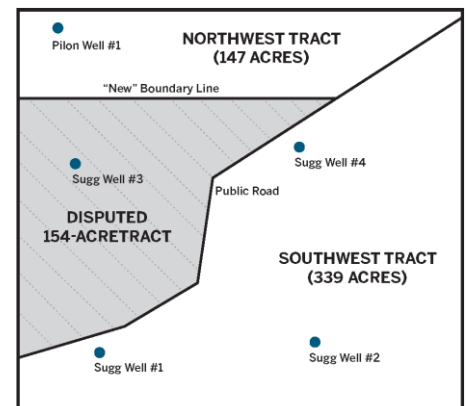 Pilon Well #1
NORTHWEST TRACT
(147 ACRES)
“New” Boundary Line
Sugg Well #4
Sugg Well #3
Public Road
DISPUTED
154-ACRETRACT
SOUTHWEST TRACT
(339 ACRES)
Sugg Well #1
Sugg Well #2